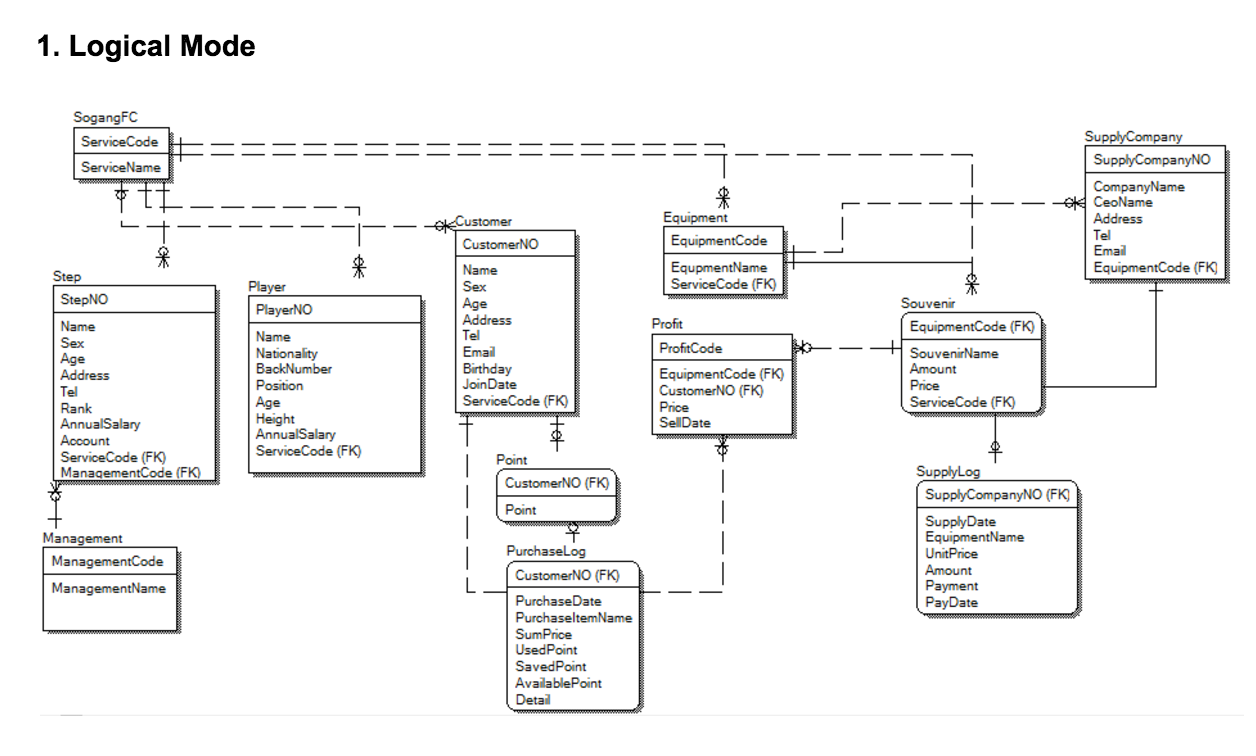 1. Logical Mode
SogangFC
ServiceCode
ServiceName
SupplyCompany
SupplyCompanyNO
CompanyName
CeoName
Address
Tel
Email
EquipmentCode (FK)
Customer
CustomerNO
Name
Sex
Age
Address
Tel
Email
Birthday
JoinDate
ServiceCode (FK)
Equipment
EquipmentCode
EqupmentName
ServiceCode (FK)
Step
StepNO
Name
Sex
Age
Address
Tel
Rank
AnnualSalary
Account
ServiceCode (FK)
ManagementCode (FK)
Player
PlayerNO
Name
Nationality
BackNumber
Position
Age
Height
AnnualSalary
ServiceCode (FK)
Souvenir
EquipmentCode (FK)
SouvenirName
Amount
Price
ServiceCode (FK)
Profit
ProfitCode
EquipmentCode (FK)
CustomerNO (FK)
Price
SellDate
Point
CustomerNO (FK)
Point
SupplyLog
SupplyCompanyNO (FK)
SupplyDate
EquipmentName
UnitPrice
Amount
Payment
PayDate
Management
ManagementCode
ManagementName
PurchaseLog
CustomerNO (FK)
PurchaseDate
PurchaseItemName
SumPrice
UsedPoint
SavedPoint
AvailablePoint
Detail